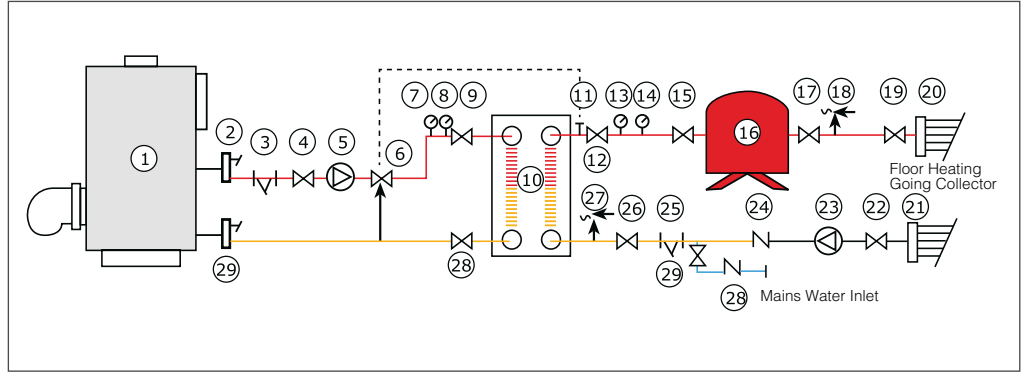 7 8 9 11 13 14 15 17 18 19 20
2 3 4 5 6 12 16
1
10
Floor Heating
Going Collector
27 26 25 24 23 22 21
29 28 29 28 Mains Water Inlet